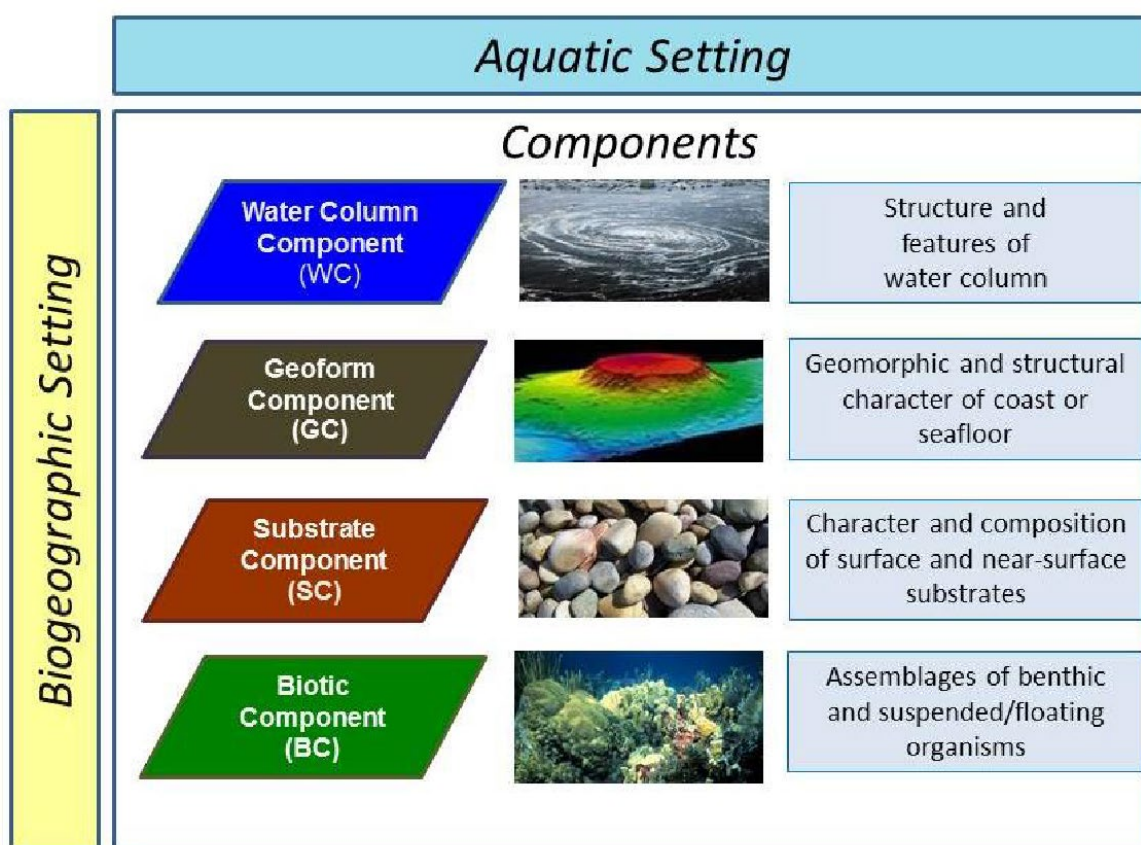 Aquatic Setting
Biogeographic Setting
Components
Water Column
Component
(WC)
Structure and
features of
water column
Geoform
Component
(GC)
Geomorphic and structural
character of coast or
seafloor
Substrate
Component
(SC)
Character and composition
of surface and near-surface
substrates
Biotic
Component
(BC)
Assemblages of benthic
and suspended/floating
organisms